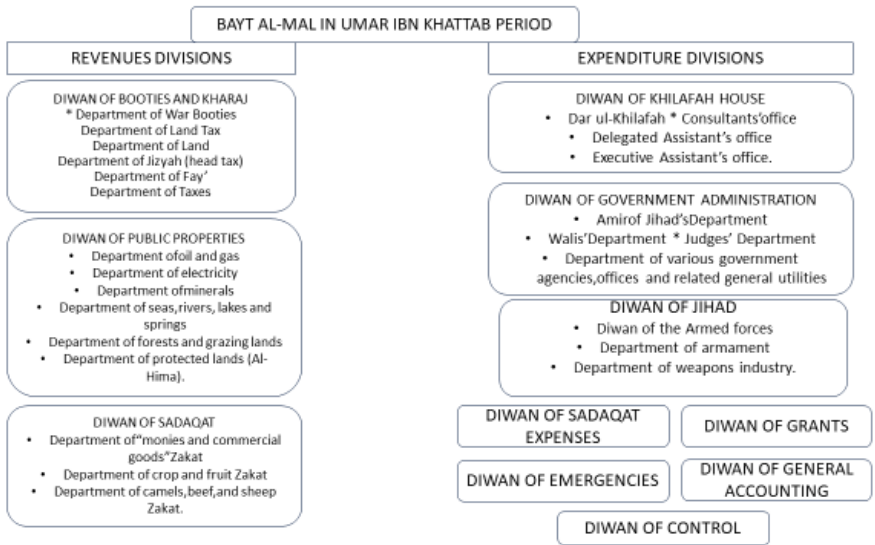 BAYT AL-MAL IN UMAR IBN KHATTAB PERIOD
REVENUES DIVISIONS
DIWAN OF BOOTIES AND KHARAJ
* Department of War Booties
Department of Land Tax
Department of Land
Department of Jizyah (head tax)
Department of Fay’
Department of Taxes
DIWAN OF PUBLIC PROPERTIES
• Department ofoil and gas
• Department of electricity
• Department ofminerals
• Department of seas,rivers, lakes and
springs
• Department of forests and grazing lands
• Department of protected lands (Al-
Hima).
DIWAN OF SADAQAT
• Department of“monies and commercial
goods”Zakat
• Department of crop and fruit Zakat
• Department of camels,beef,and sheep
Zakat.
EXPENDITURE DIVISIONS
DIWAN OF KHILAFAH HOUSE
• Dar ul-Khilafah * Consultants’office
• Delegated Assistant’s office
• Executive Assistant’s office.
DIWAN OF GOVERNMENT ADMINISTRATION
• Amirof Jihad’sDepartment
• Walis’Department * Judges’ Department
• Department of various government
agencies,offices and related general utilities
DIWAN OF JIHAD
• Diwan of the Armed forces
• Department of armament
• Department of weapons industry.
DIWAN OF SADAQAT
EXPENSES
DIWAN OF GRANTS
DIWAN OF EMERGENCIES
DIWAN OF GENERAL
ACCOUNTING
DIWAN OF CONTROL